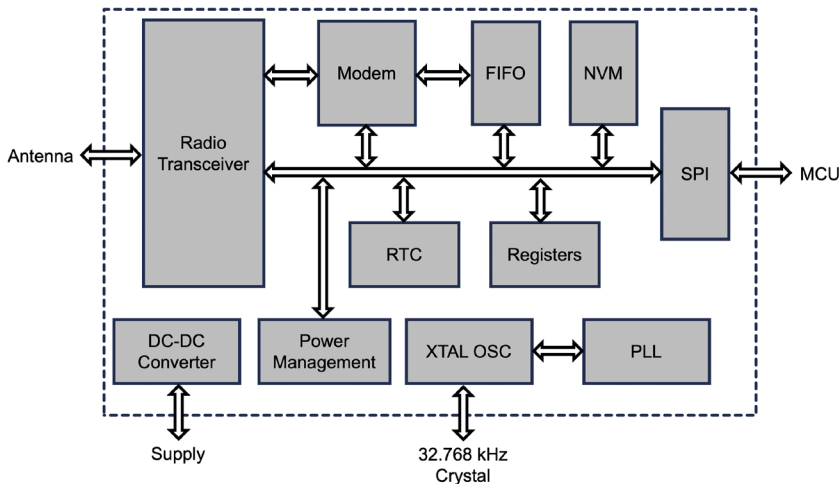 Modem
FIFO
NVM
Radio
Transceiver
Antenna
SPI
MCU
RTC
Registers
DC-DC
Converter
Power
Management
XTAL OSC
PLL
Supply
32.768 kHz
Crystal